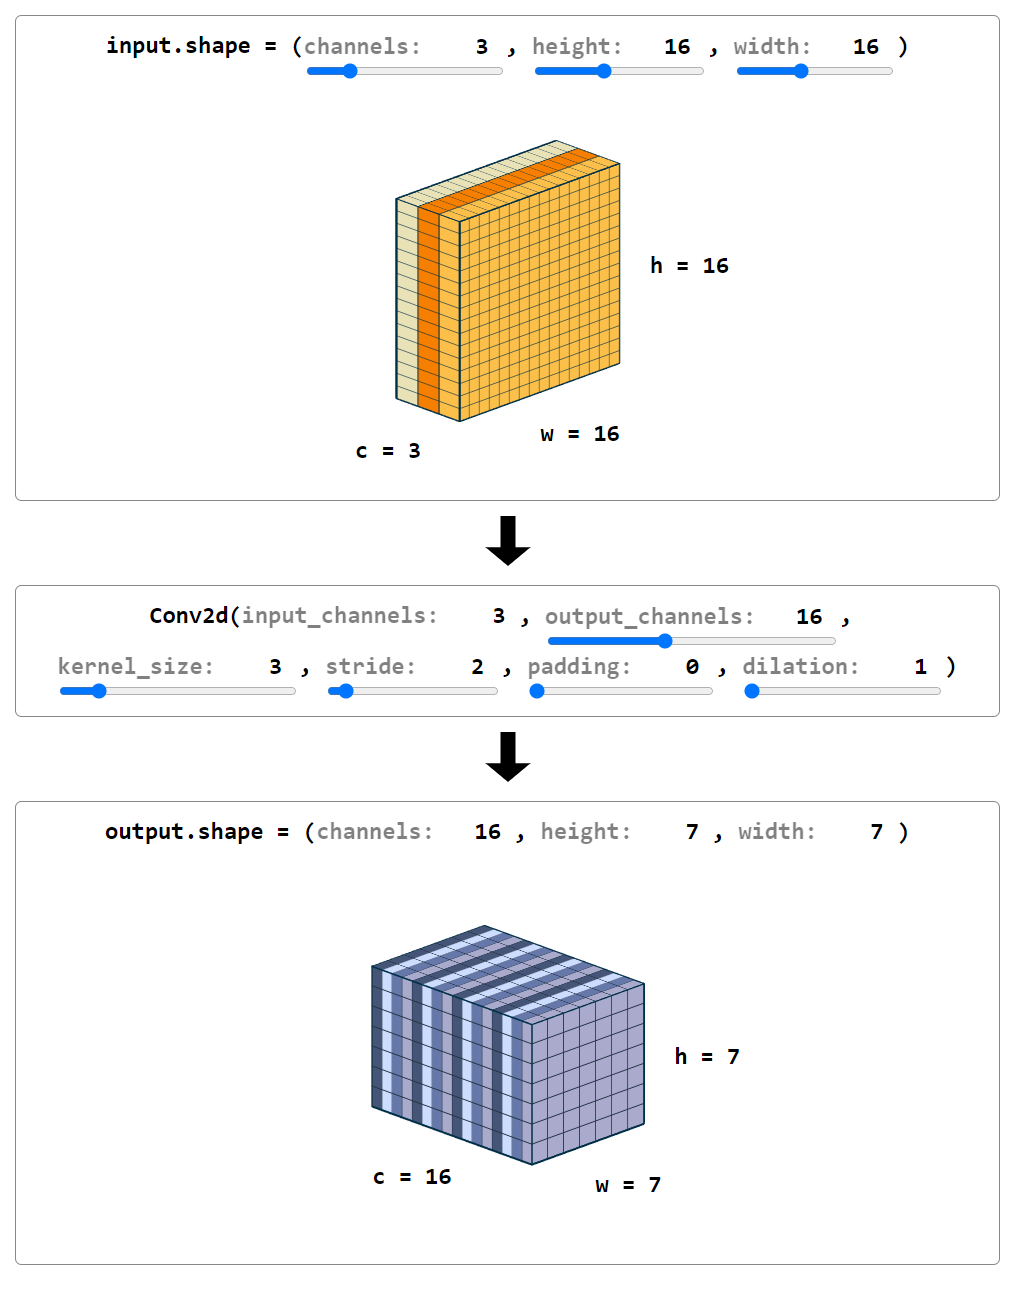 input.shape = (channels: 3 , height: 16 , width: 16 )
h = 16
w = 16
c = 3
Conv2d(input_channels: 3 , output_channels: 16 ,
kernel_size: 3 , stride: 2 , padding: 0 , dilation: 1 )
output.shape = (channels: 16 , height: 7 , width: 7 )
h = 7
c = 16
w = 7